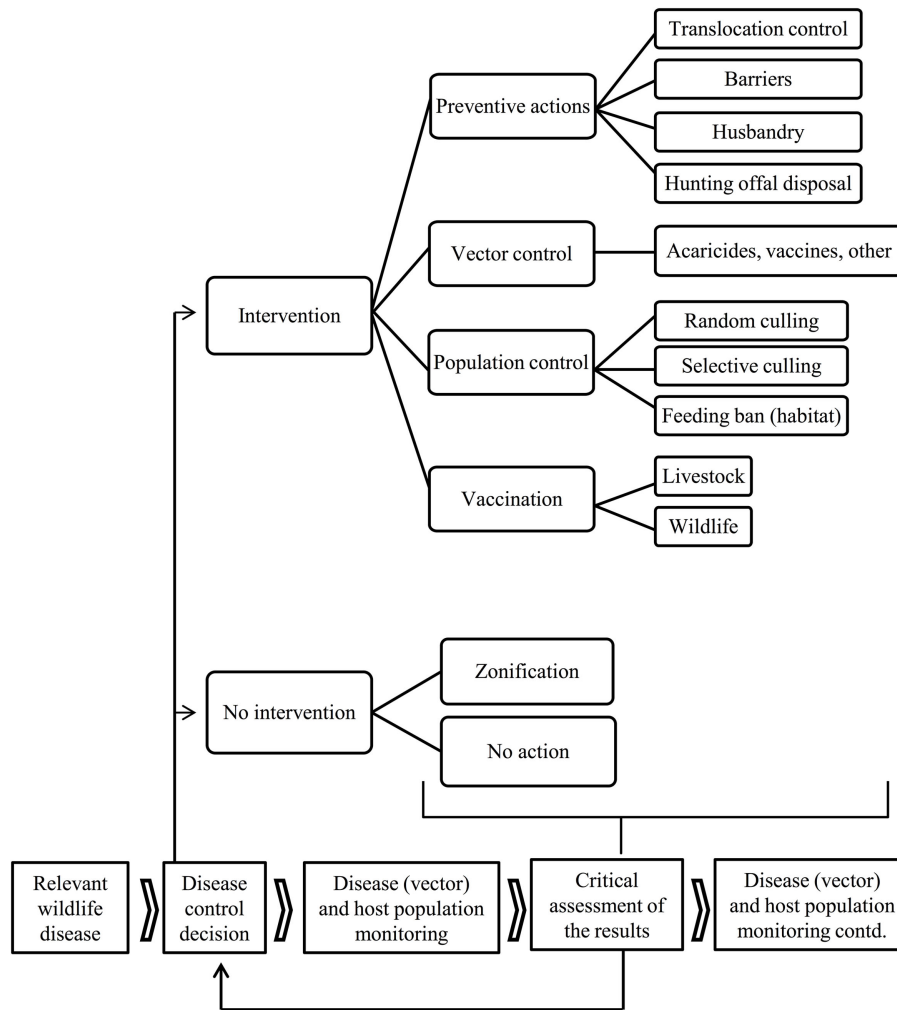 Translocation control
Barriers
Preventive actions
Husbandry
Hunting offal disposal
Vector control
Acaricides, vaccines, other
Intervention
Random culling
Population control
Selective culling
Feeding ban (habitat)
Vaccination
Livestock
Wildlife
Zonification
No intervention
No action
Relevant
wildlife
disease
Disease
control
decision
Disease (vector)
and host population
monitoring
Critical
assessment of
the results
Disease (vector)
and host population
monitoring contd.